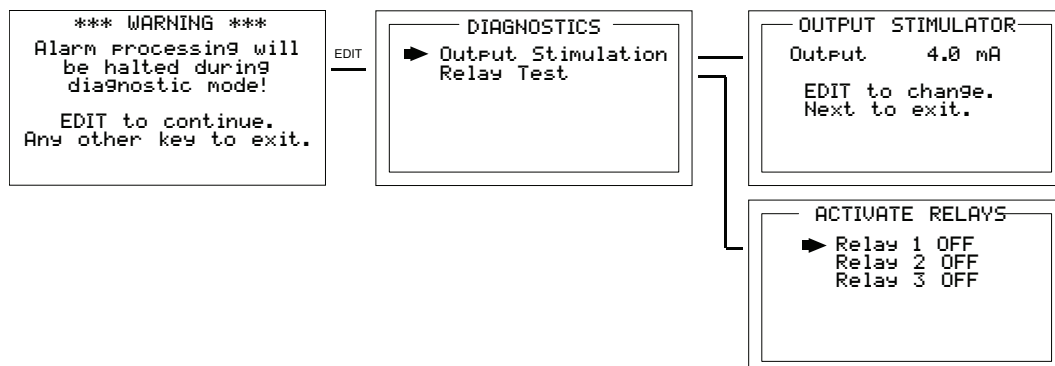 *** WARNING ***
Alarm processing will
be halted during
diagnostic mode!
EDIT to continue.
Any other key to exit.
EDIT
DIAGNOSTICS
Output Stimulation
Relay Test
OUTPUT STIMULATOR
Output 4.0 mA
EDIT to change.
Next to exit.
ACTIVATE RELAYS
Relay 1 OFF
Relay 2 OFF
Relay 3 OFF